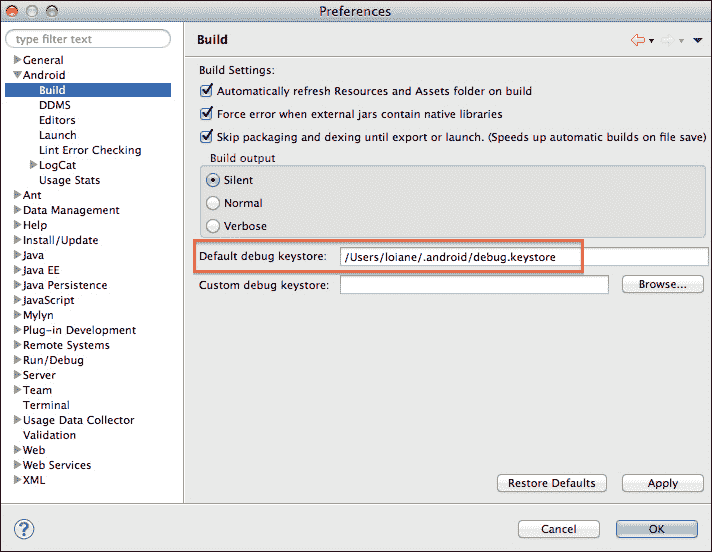 Preferences
type filter text
General
Android
Build
DDMS
Editors
Launch
Lint Error Checking
LogCat
Usage Stats
Ant
Data Management
Help
Install/Update
Java
Java EE
Java Persistence
JavaScript
Mylyn
Plug-in Development
Remote Systems
Run/Debug
Server
Team
Terminal
Usage Data Collector
Validation
Web
Web Services
XML
Build
Build Settings:
Automatically refresh Resources and Assets folder on build
Force error when external jars contain native libraries
Skip packaging and dexing until export or launch. (Speeds up automatic builds on file save)
Build output
Silent
Normal
Verbose
Default debug keystore: /Users/loiane/.android/debug.keystore
Custom debug keystore: Browse...
Restore Defaults Apply
? Cancel OK